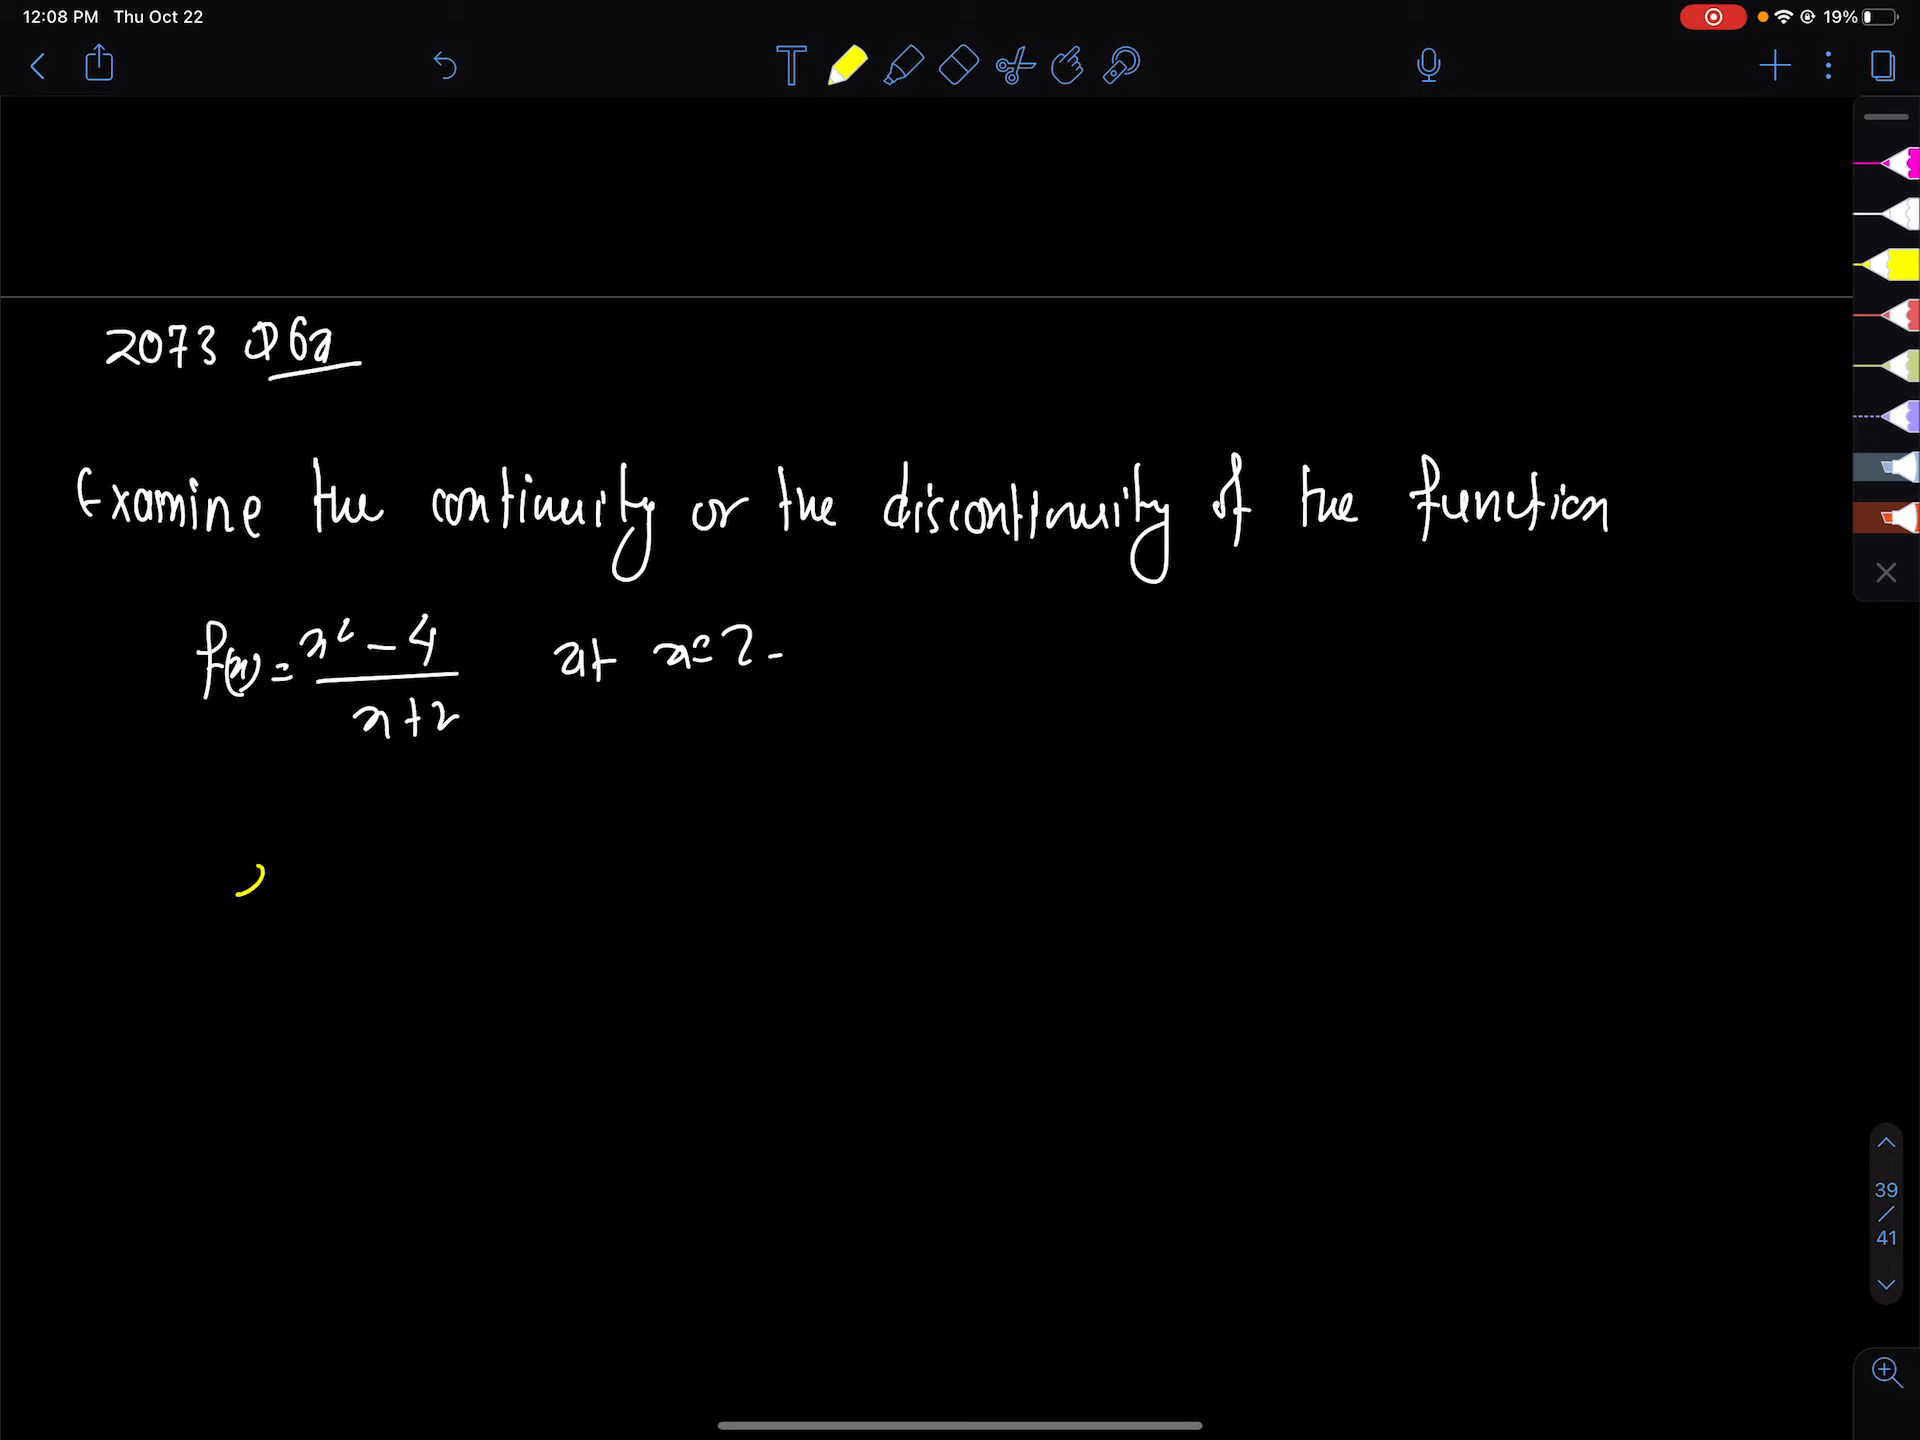 12:08 PM Thu Oct 22 19%
2073 Q6a
Examine the continuity or the discontinuity of the function
f(x) = x² - 4 / x + 2 at x = 2 -
39
/
41